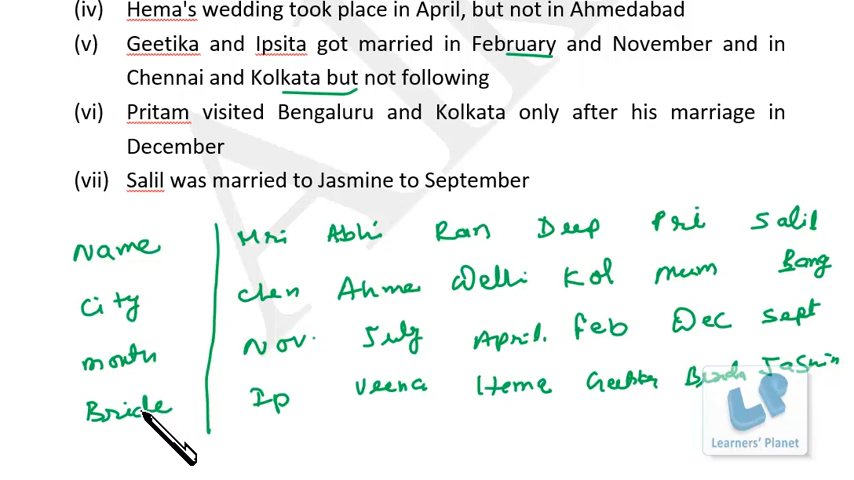 (iv) Hema's wedding took place in April, but not in Ahmedabad
(v) Geetika and Ipsita got married in February and November and in
Chennai and Kolkata but not following
(vi) Pritam visited Bengaluru and Kolkata only after his marriage in
December
(vii) Salil was married to Jasmine to September
Name Mri Abhi Ran Deep Pri Salil
City Chen Ahme Delhi Kol Mum Bang
month Nov. July April. Feb Dec Sept
Bride Ip Veena Heme Jasmin
LP
Learners' Planet